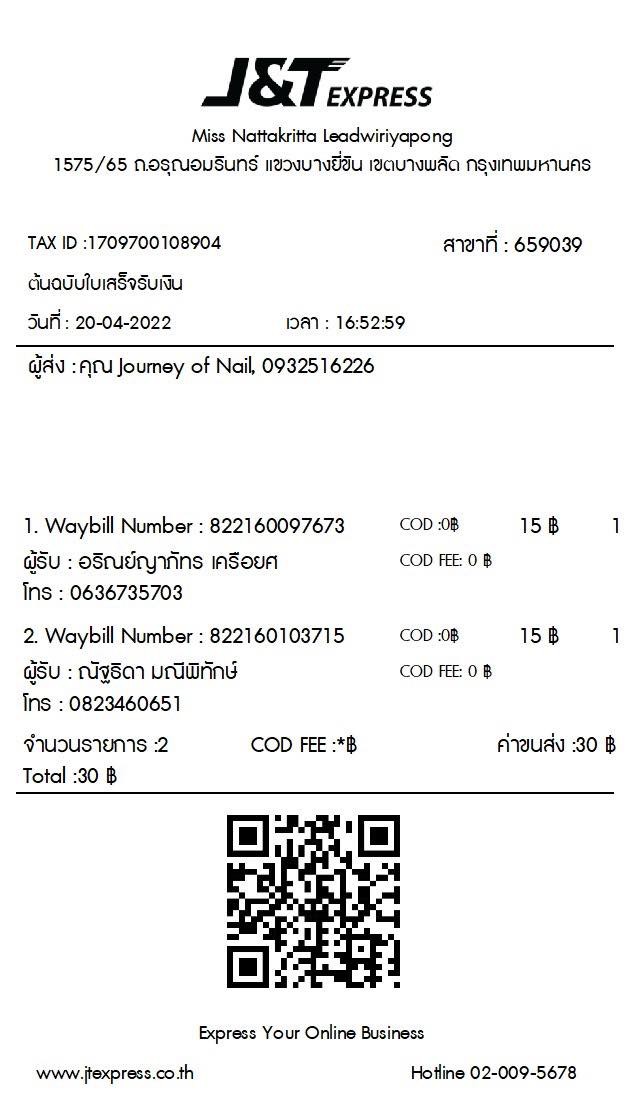 J&T EXPRESS
Miss Nattakritta Leadwiriyapong
1575/65 ถ.อรุณอมรินทร์ แขวงบางยี่ขัน เขตบางพลัด กรุงเทพมหานคร
TAX ID :1709700108904 สาขาที่ : 659039
ต้นฉบับใบเสร็จรับเงิน
วันที่ : 20-04-2022 เวลา : 16:52:59
ผู้ส่ง :คุณ Journey of Nail, 0932516226
1. Waybill Number : 822160097673 COD :0฿ 15 ฿ 1
ผู้รับ : อริณย์ญาภัทร เครือยศ COD FEE: 0 ฿
โทร : 0636735703
2. Waybill Number : 822160103715 COD :0฿ 15 ฿ 1
ผู้รับ : ณัฐธิดา มณีพิทักษ์ COD FEE: 0 ฿
โทร : 0823460651
จำนวนรายการ :2 COD FEE :*฿ ค่าขนส่ง :30 ฿
Total :30 ฿
Express Your Online Business
www.jtexpress.co.th Hotline 02-009-5678